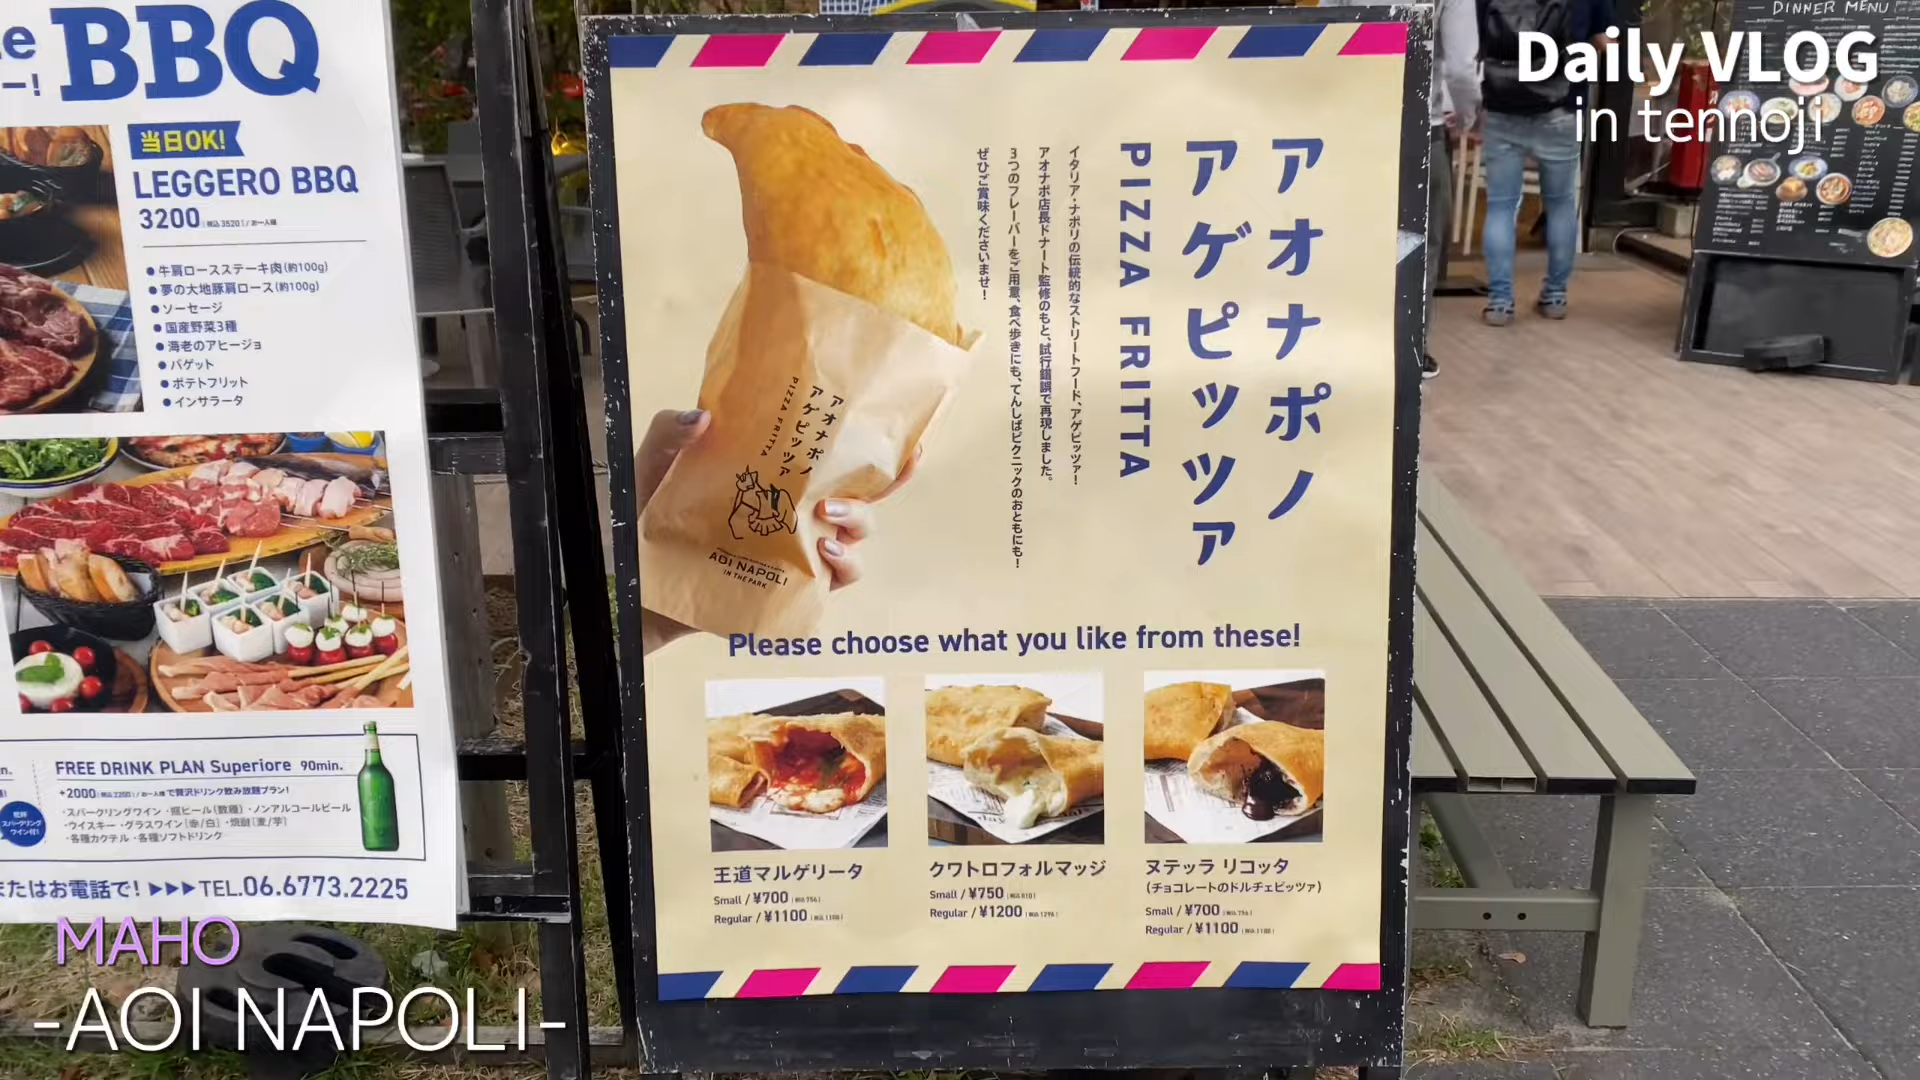 BBQ
当日OK!
LEGGERO BBQ
3200
●牛肩ロースステーキ肉(約100g)
●夢の大地豚肩ロース(約100g)
●ソーセージ
●国産野菜3種
●海老のアヒージョ
●バゲット
●ポテトフリット
●インサラータ
FREE DRINK PLAN Superiore 90min.
+2000 で贅沢ドリンク飲み放題プラン!
・スパークリングワイン・瓶ビール(数種)・ノンアルコールビール
・ウイスキー・グラスワイン(赤/白)・焼酎(麦/芋)
・各種カクテル・各種ソフトドリンク
またはお電話で! ▶▶▶TEL.06.6773.2225
アオナポノ
アゲピッツァ
PIZZA FRITTA
イタリア・ナポリの伝統的なストリートフード、アゲピッツァ!
アオナポ店長ドナート監修のもと、試行錯誤で再現しました。
3つのフレーバーをご用意、食べ歩きにも、てんしばピクニックのおともにも!
ぜひご賞味くださいませ!
アオナポノ
アゲピッツァ
PIZZA FRITTA
AOI NAPOLI
IN THE PARK
Please choose what you like from these!
王道マルゲリータ
Small / ¥700
Regular / ¥1100
クワトロフォルマッジ
Small / ¥750
Regular / ¥1200
ヌテッラ リコッタ
(チョコレートのドルチェピッツァ)
Small / ¥700
Regular / ¥1100
DINNER MENU
Daily VLOG
in tennoji
MAHO
-AOI NAPOLI-